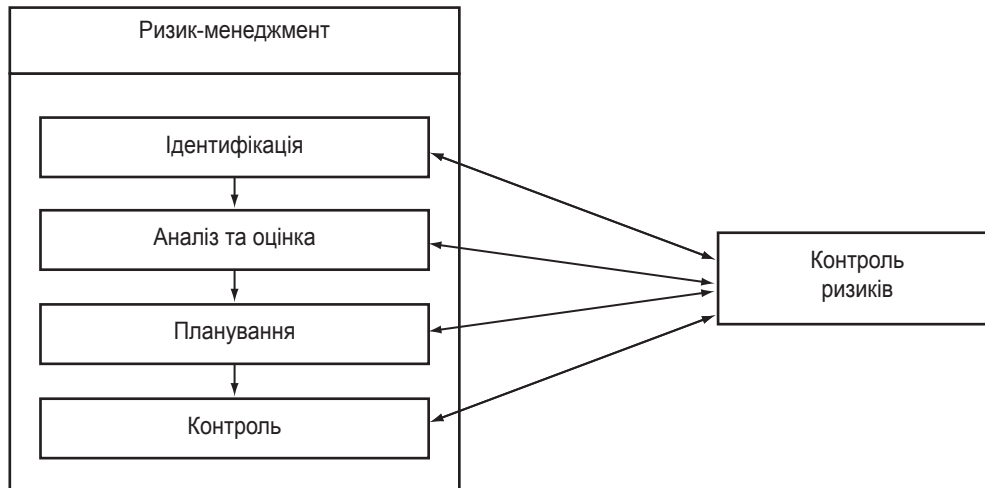 Ризик-менеджмент
Ідентифікація
Аналіз та оцінка
Планування
Контроль
Контроль
ризиків